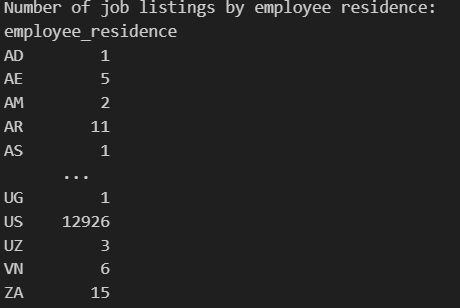 Number of job listings by employee residence:
employee_residence
AD 1
AE 5
AM 2
AR 11
AS 1
...
UG 1
US 12926
UZ 3
VN 6
ZA 15